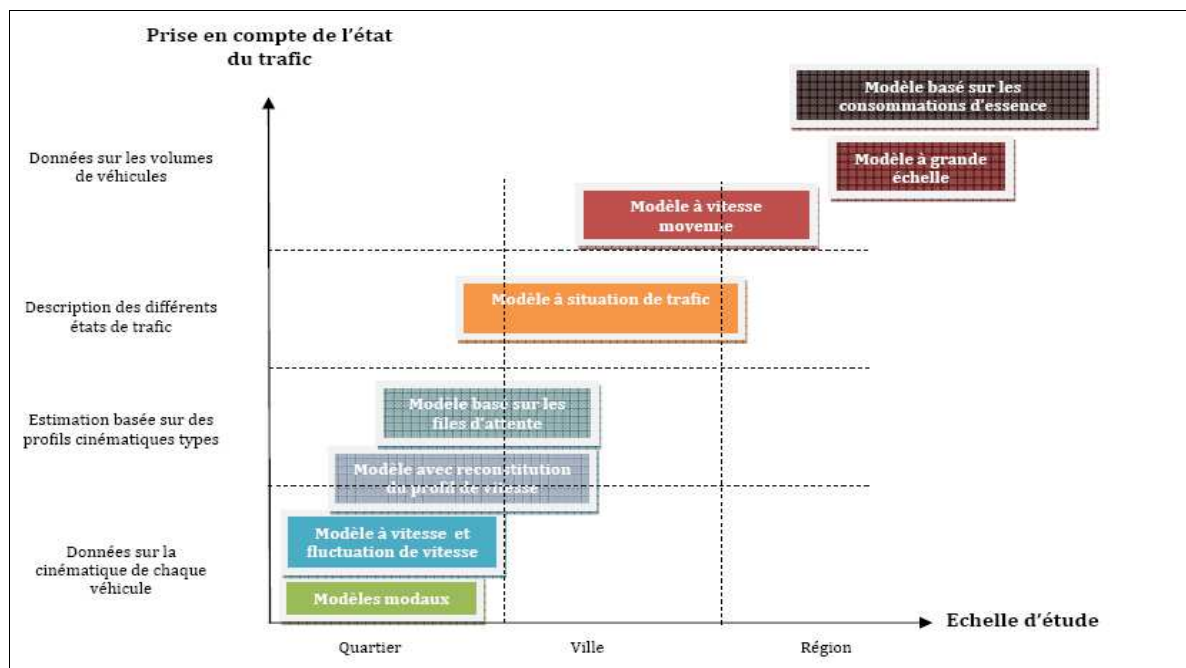 Prise en compte de l'état
du trafic
Modèle basé sur les
consommations d'essence
Données sur les volumes
de véhicules
Modèle à grande
échelle
Modèle à vitesse
moyenne
Description des différents
états de trafic
Modèle à situation de trafic
Estimation basée sur des
profils cinématiques types
Modèle basé sur les
files d'attente
Modèle avec reconstitution
du profil de vitesse
Données sur la
cinématique de chaque
véhicule
Modèle à vitesse et
fluctuation de vitesse
Modèles modaux
Echelle d'étude
Quartier
Ville
Région